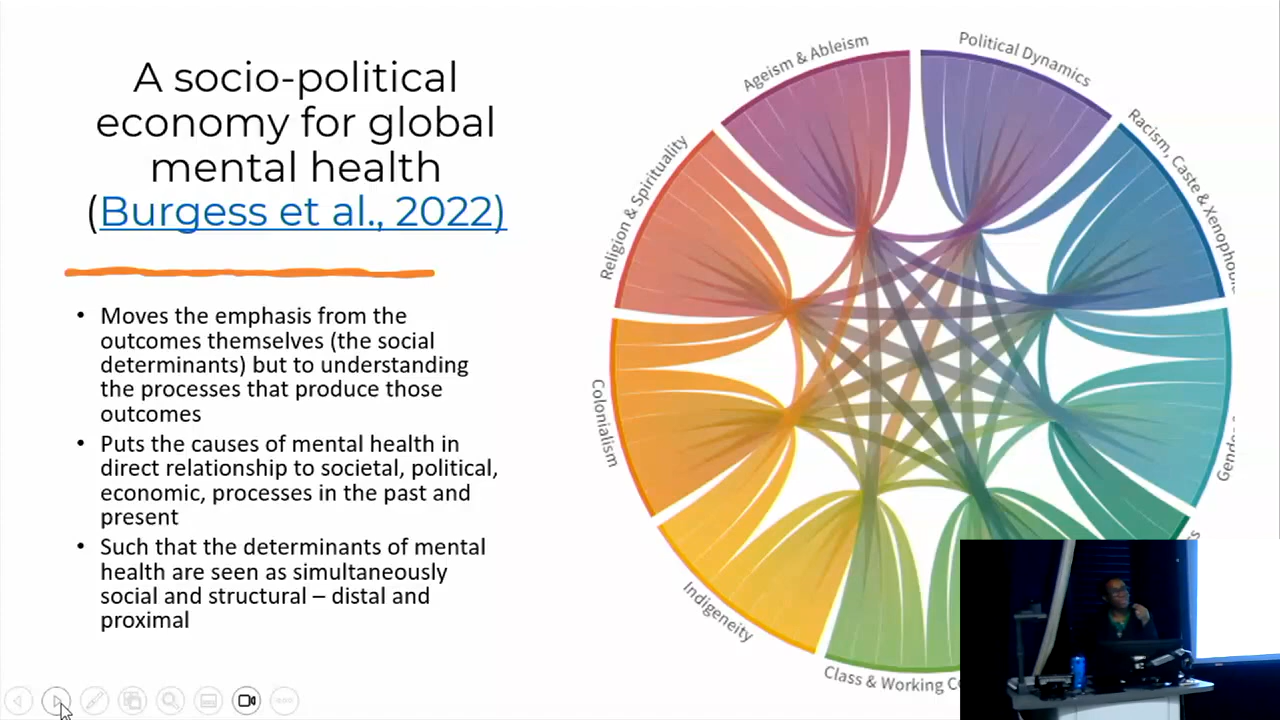 A socio-political
economy for global
mental health
(Burgess et al., 2022)
• Moves the emphasis from the
outcomes themselves (the social
determinants) but to understanding
the processes that produce those
outcomes
• Puts the causes of mental health in
direct relationship to societal, political,
economic, processes in the past and
present
• Such that the determinants of mental
health are seen as simultaneously
social and structural – distal and
proximal
Ageism & Ableism
Political Dynamics
Racism, Caste &
Religion & Spirituality
Colonialism
Indigeneity
Class & Working